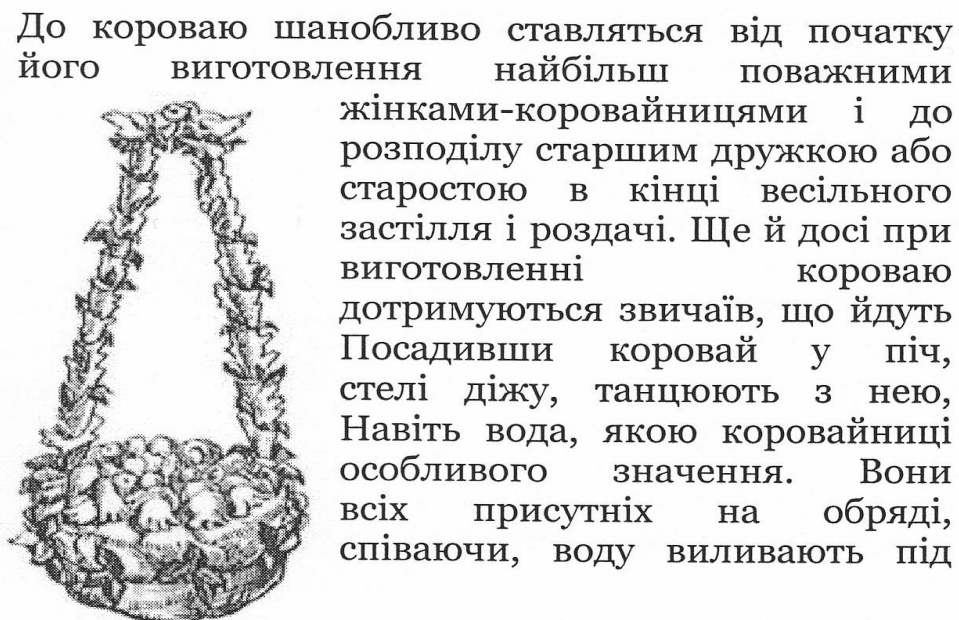 До короваю шанобливо ставляться від початку
його виготовлення найбільш поважними
жінками-коровайницями і до
розподілу старшим дружкою або
старостою в кінці весільного
застілля і роздачі. Ще й досі при
виготовленні короваю
дотримуються звичаїв, що йдуть
Посадивши коровай у піч,
стелі діжу, танцюють з нею,
Навіть вода, якою коровайниці
особливого значення. Вони
всіх присутніх на обряді,
співаючи, воду виливають під